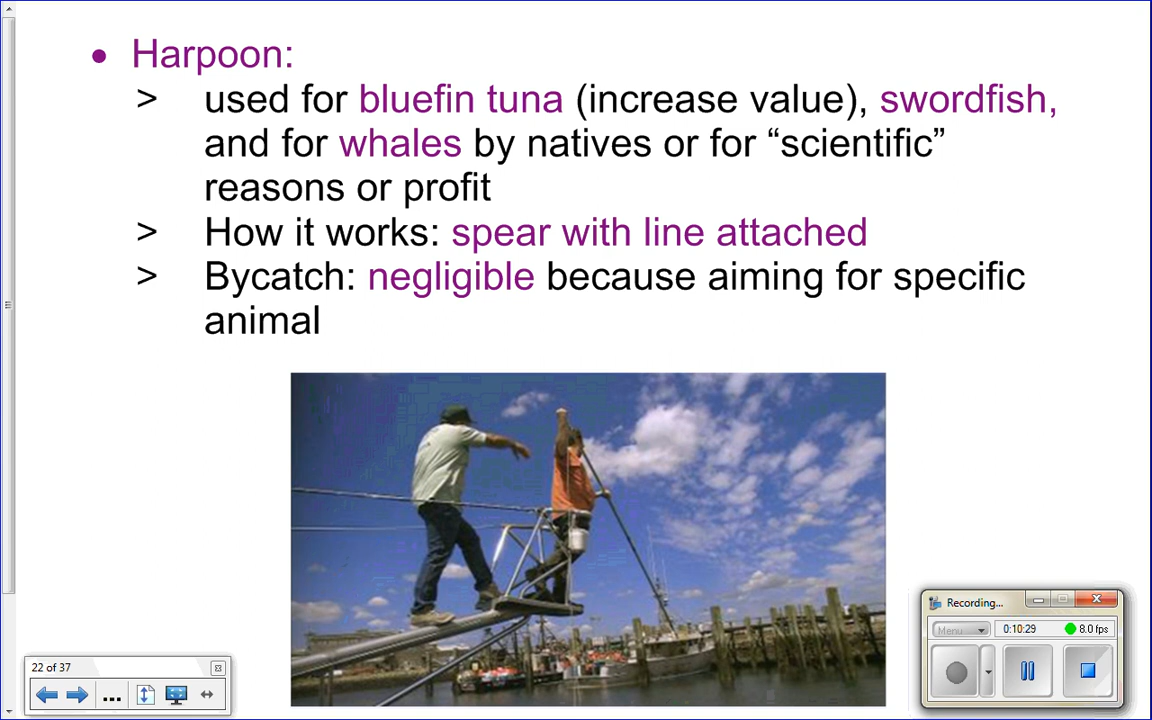 • Harpoon:
> used for bluefin tuna (increase value), swordfish,
and for whales by natives or for “scientific”
reasons or profit
> How it works: spear with line attached
> Bycatch: negligible because aiming for specific
animal
Recording...
Menu 0:10:29 8.0 fps
22 of 37
...